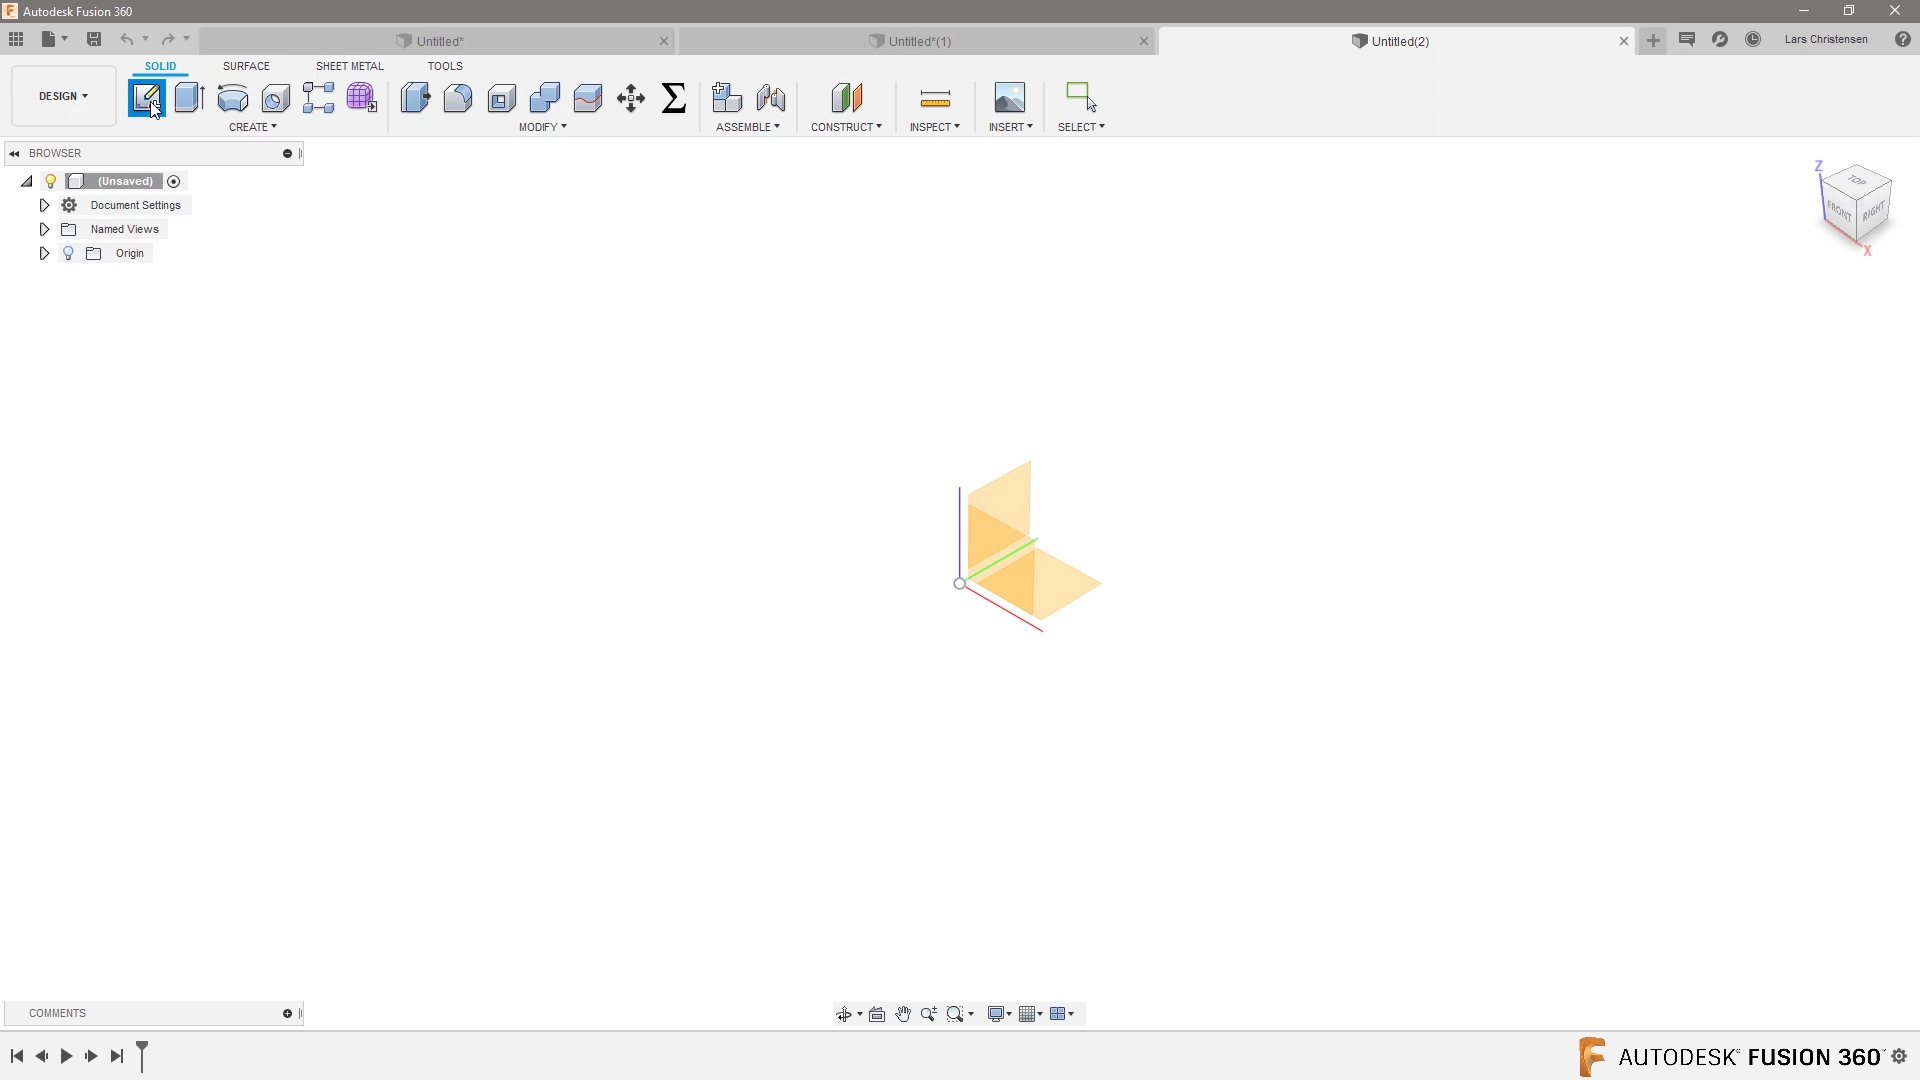 Autodesk Fusion 360
Untitled*
Untitled*(1)
Untitled(2)
Lars Christensen
SOLID SURFACE SHEET METAL TOOLS
DESIGN
CREATE MODIFY ASSEMBLE CONSTRUCT INSPECT INSERT SELECT
BROWSER
(Unsaved)
Document Settings
Named Views
Origin
Z
TOP
FRONT
RIGHT
X
COMMENTS
AUTODESK FUSION 360